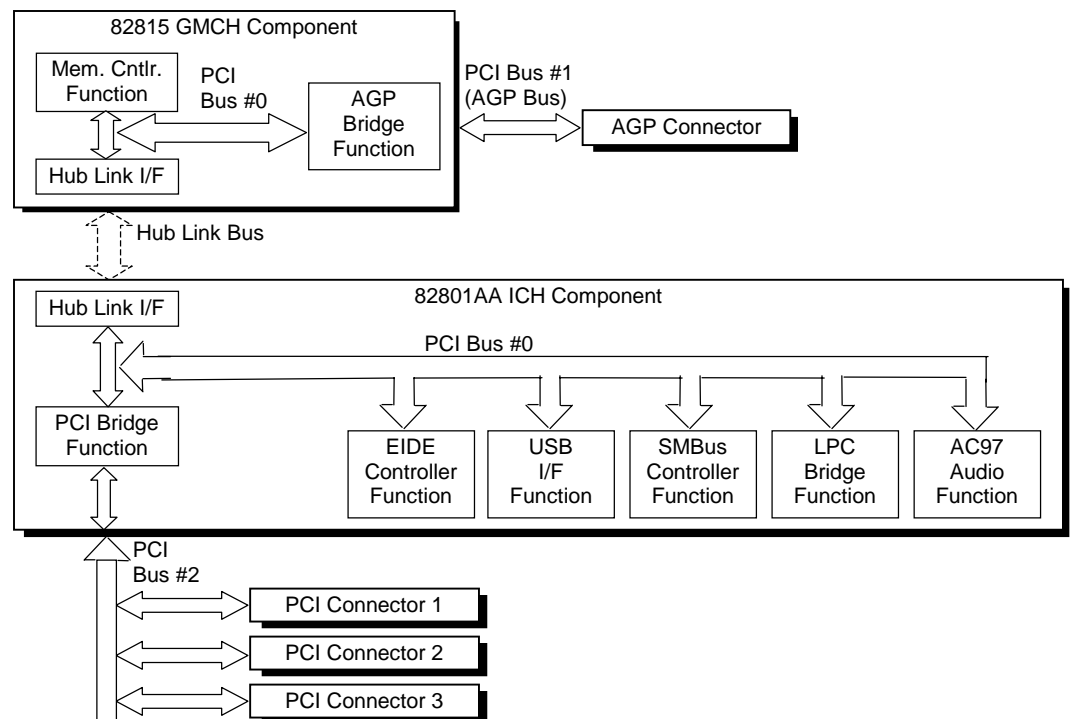 82815 GMCH Component
Mem. Cntlr.
Function
PCI
Bus #0
AGP
Bridge
Function
Hub Link I/F
PCI Bus #1
(AGP Bus)
AGP Connector
Hub Link Bus
82801AA ICH Component
Hub Link I/F
PCI Bus #0
PCI Bridge
Function
EIDE
Controller
Function
USB
I/F
Function
SMBus
Controller
Function
LPC
Bridge
Function
AC97
Audio
Function
PCI
Bus #2
PCI Connector 1
PCI Connector 2
PCI Connector 3